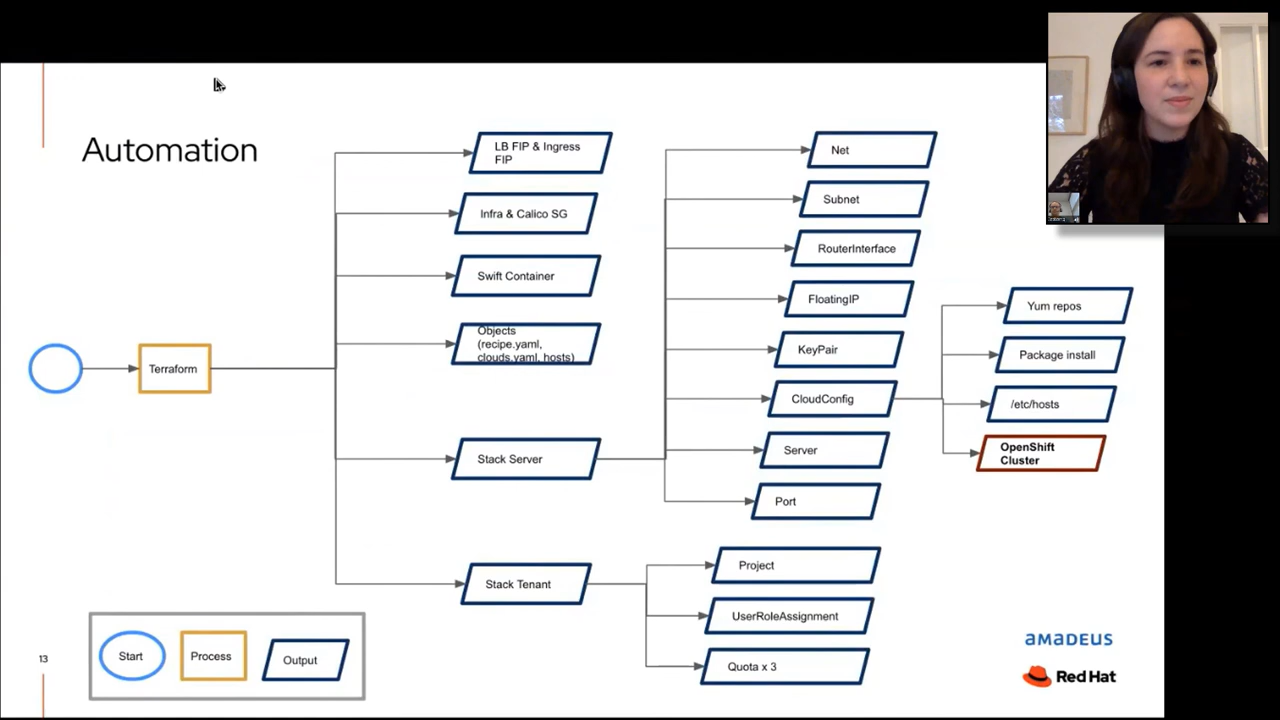 Automation
LB FIP & Ingress
FIP
Infra & Calico SG
Swift Container
Objects
(recipe.yaml,
clouds.yaml, hosts)
Terraform
Stack Server
Stack Tenant
Net
Subnet
RouterInterface
FloatingIP
KeyPair
CloudConfig
Server
Port
Project
UserRoleAssignment
Quota x 3
Yum repos
Package install
/etc/hosts
OpenShift
Cluster
Start
Process
Output
13
amaDEUS
Red Hat